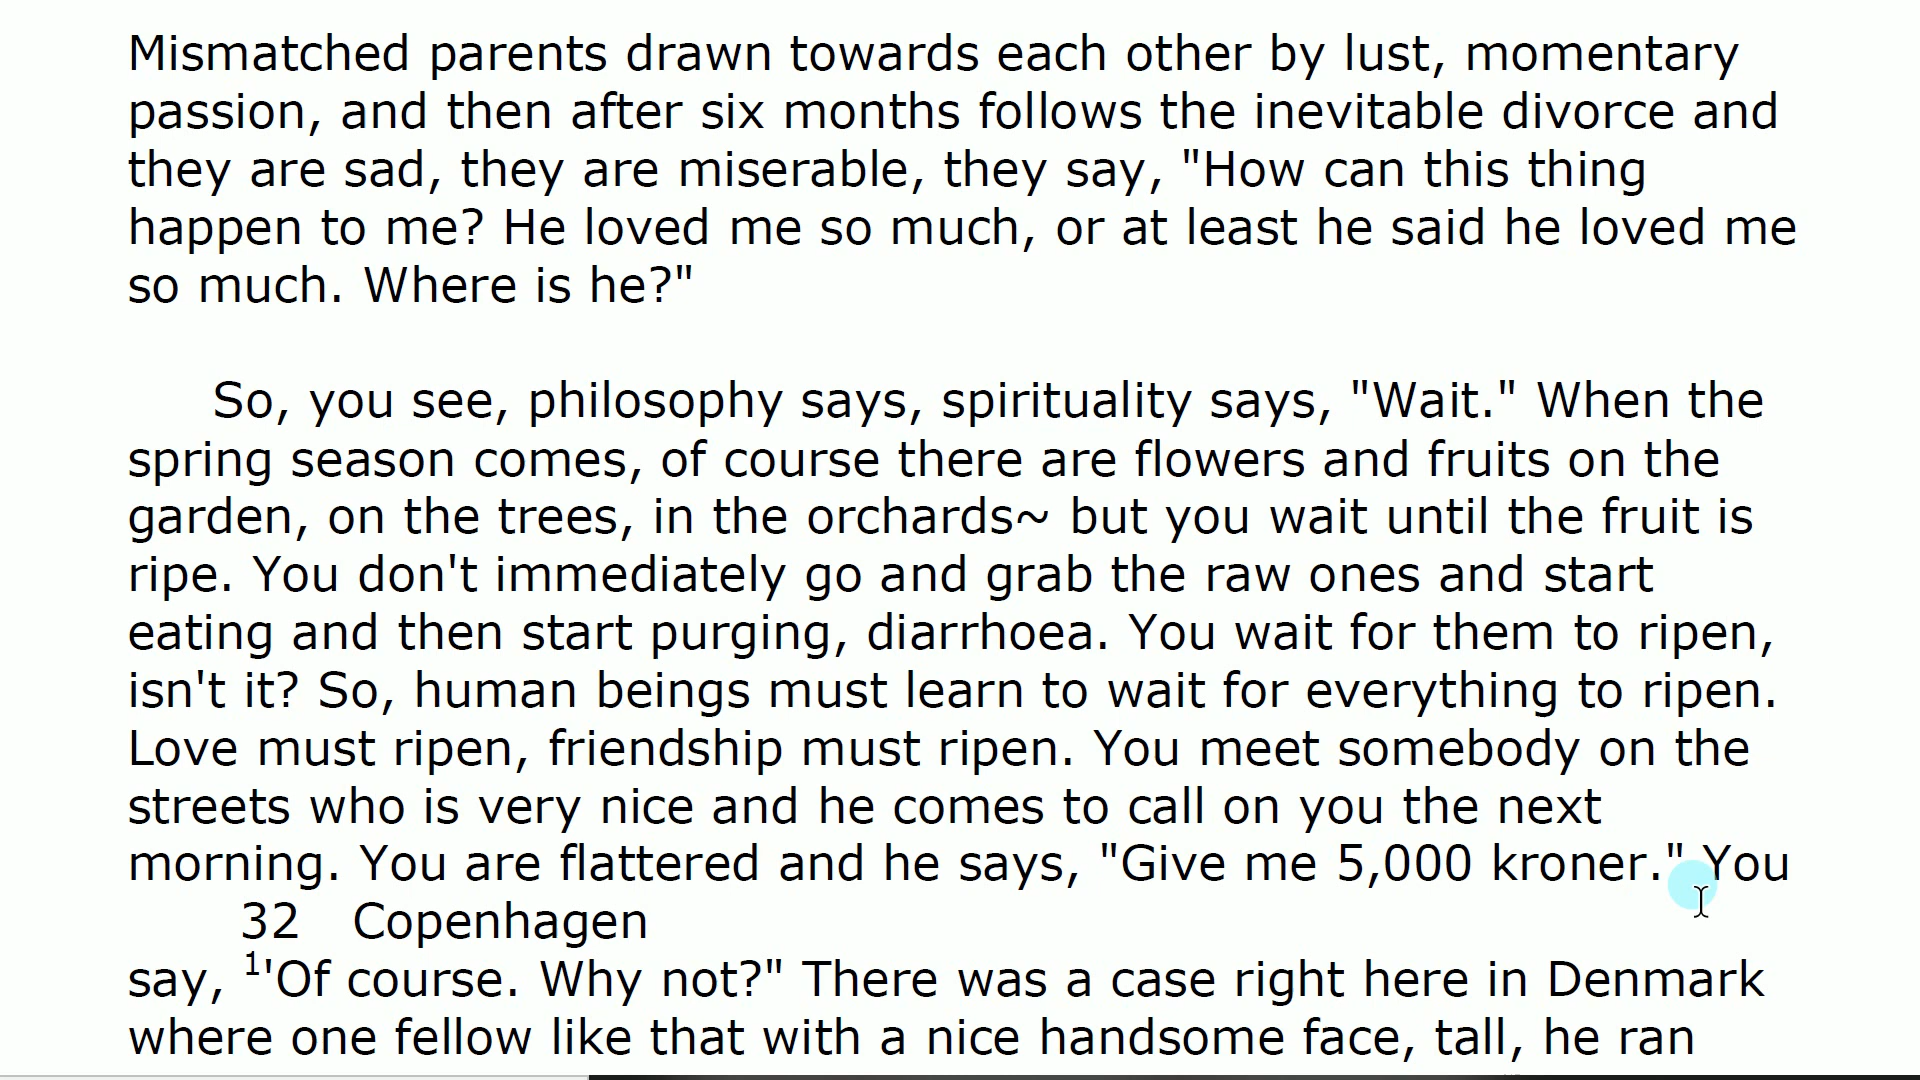 Mismatched parents drawn towards each other by lust, momentary
passion, and then after six months follows the inevitable divorce and
they are sad, they are miserable, they say, "How can this thing
happen to me? He loved me so much, or at least he said he loved me
so much. Where is he?"
So, you see, philosophy says, spirituality says, "Wait." When the
spring season comes, of course there are flowers and fruits on the
garden, on the trees, in the orchards~ but you wait until the fruit is
ripe. You don't immediately go and grab the raw ones and start
eating and then start purging, diarrhoea. You wait for them to ripen,
isn't it? So, human beings must learn to wait for everything to ripen.
Love must ripen, friendship must ripen. You meet somebody on the
streets who is very nice and he comes to call on you the next
morning. You are flattered and he says, "Give me 5,000 kroner." You
32 Copenhagen
say, ¹'Of course. Why not?" There was a case right here in Denmark
where one fellow like that with a nice handsome face, tall, he ran